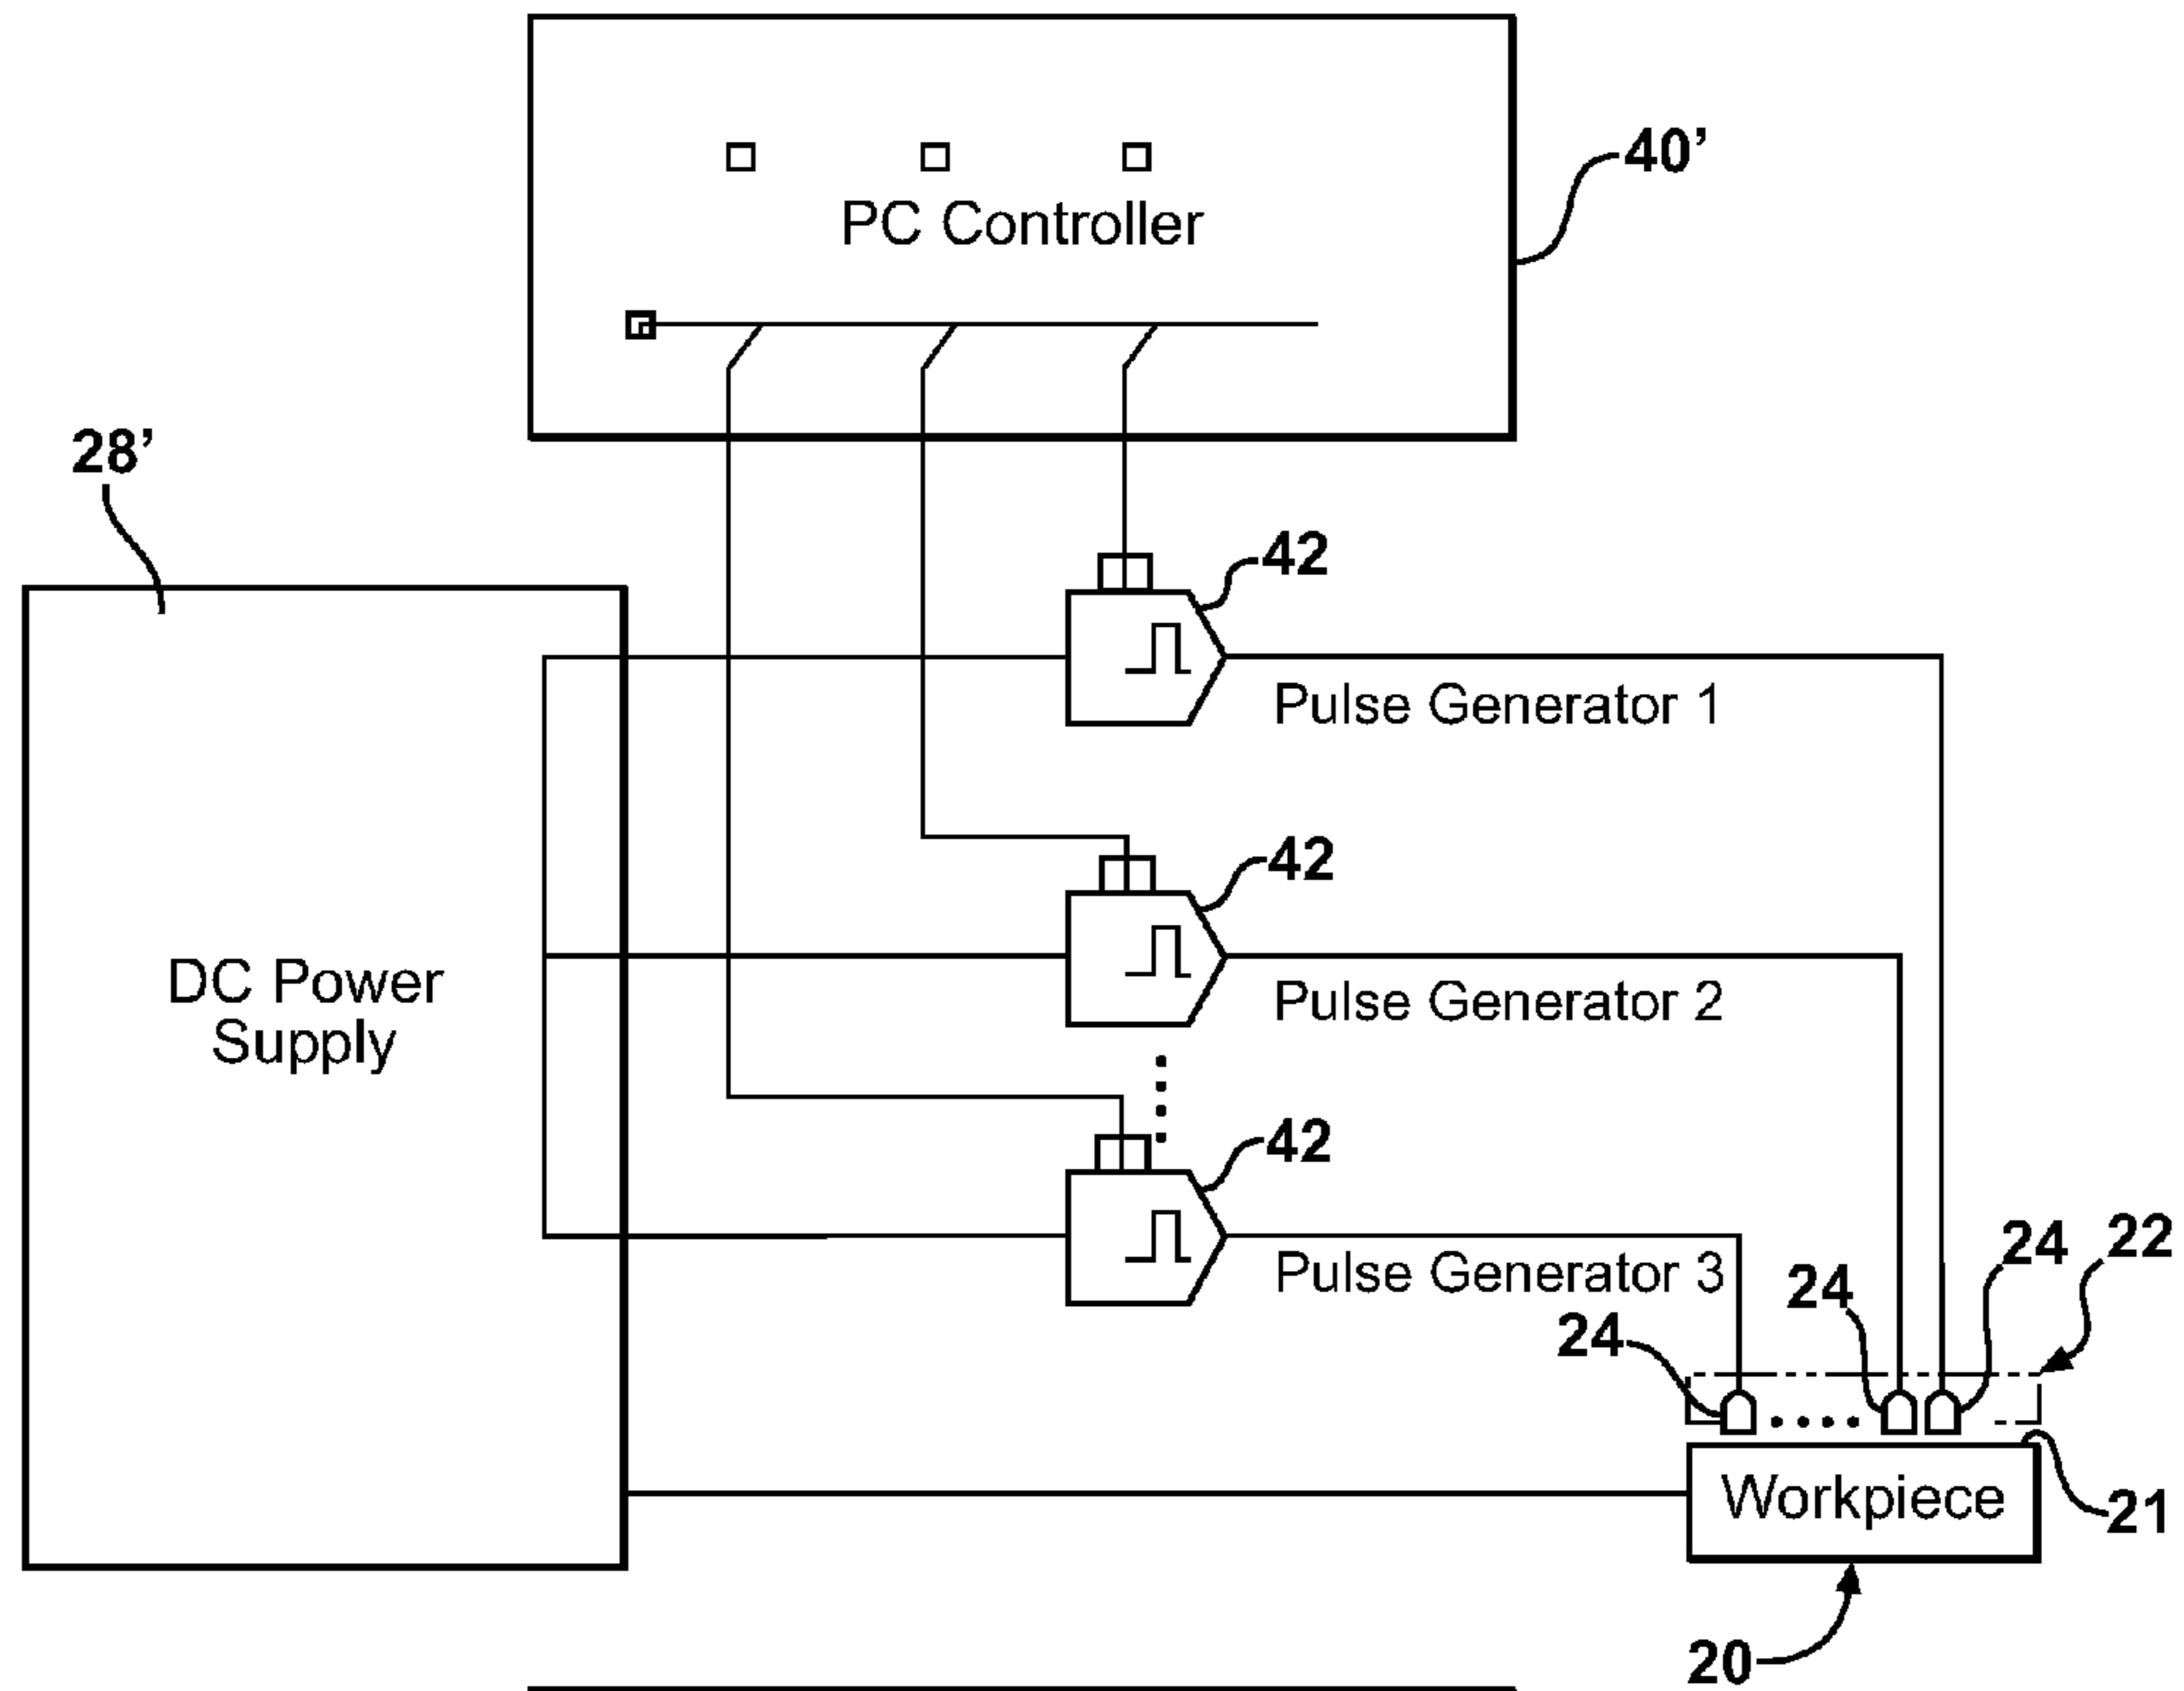 40’
PC Controller
28’
42
Pulse Generator 1
42
DC Power
Supply
Pulse Generator 2
42
22
24
Pulse Generator 3
24
24
Workpiece
21
20